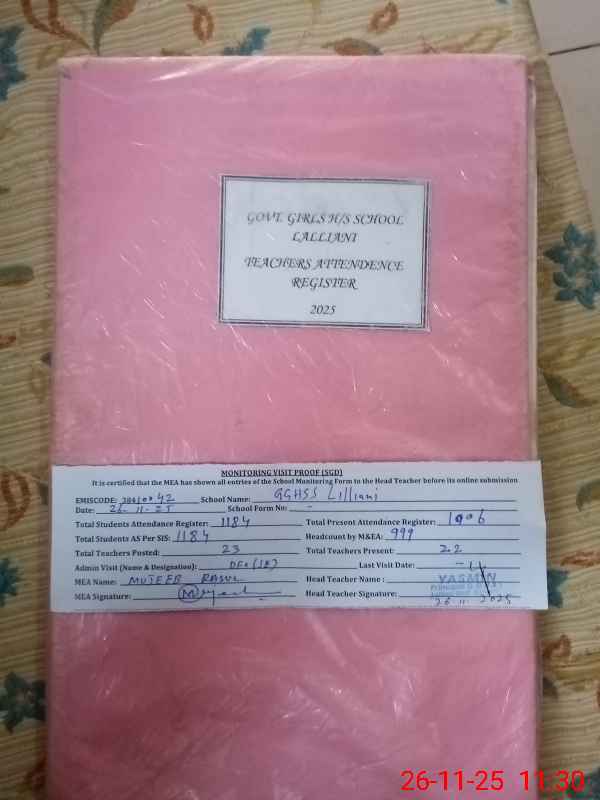 GOVT. GIRLS H/S SCHOOL
LALLIANI
TEACHERS ATTENDENCE
REGISTER
2025
MONITORING VISIT PROOF (SGD)
It is certified that the MEA has shown all entries of the School Monitoring Form to the Head Teacher before its online submission
EMISCODE: School Name: GGHSS Lilliani
Date: 26-11-25 School Form No: -
Total Students Attendance Register: 1184 Total Present Attendance Register:
Total Students AS Per SIS: 1184 Headcount by M&EA: 999
Total Teachers Posted: 23 Total Teachers Present: 22
Admin Visit (Name & Designation): Last Visit Date:
MEA Name: MUJEEB RASUL Head Teacher Name: YASMIN
MEA Signature: Head Teacher Signature: 26.11.2025
26-11-25 11:30